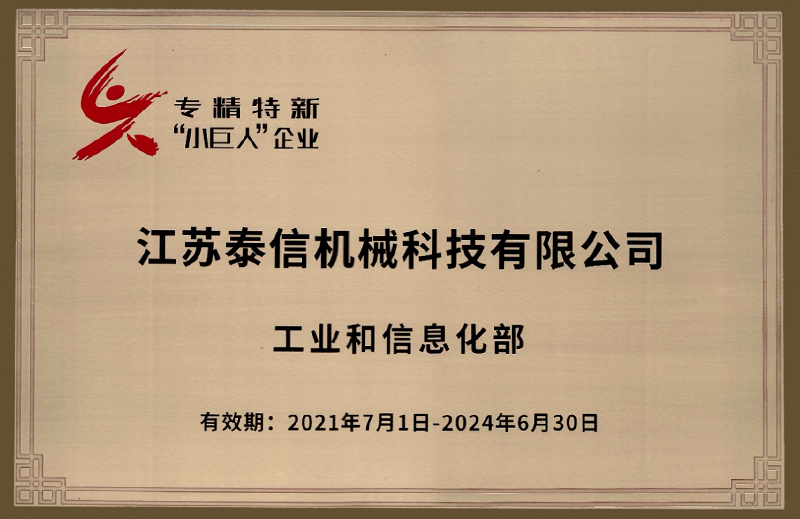 专精特新
“小巨人”企业
江苏泰信机械科技有限公司
工业和信息化部
有效期：2021年7月1日-2024年6月30日